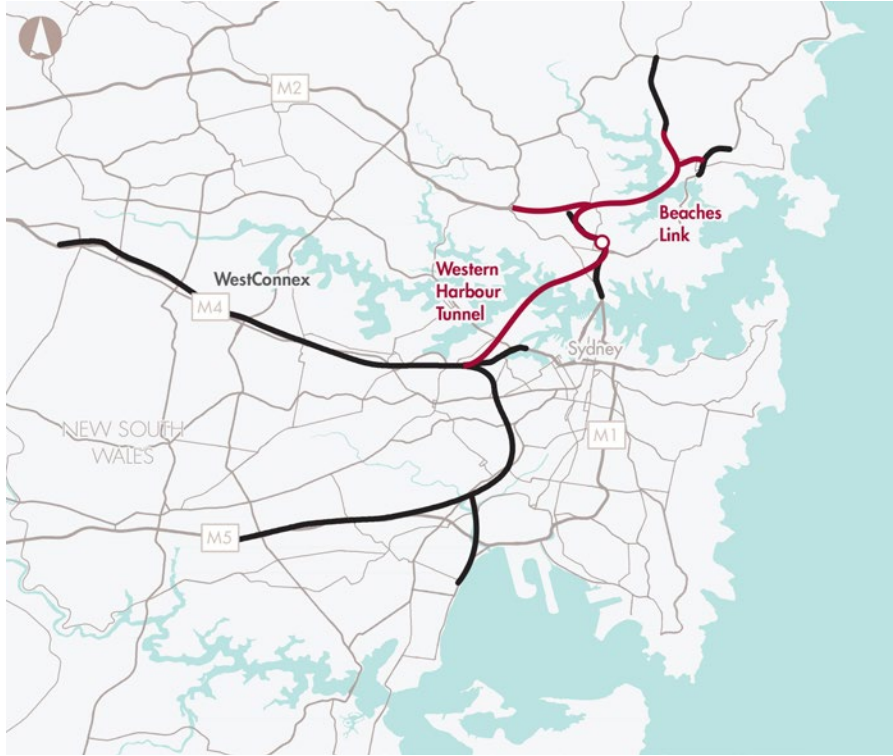 M2
Beaches
Link
WestConnex
Western
Harbour
Tunnel
M4
Sydney
NEW SOUTH
WALES
M1
M5